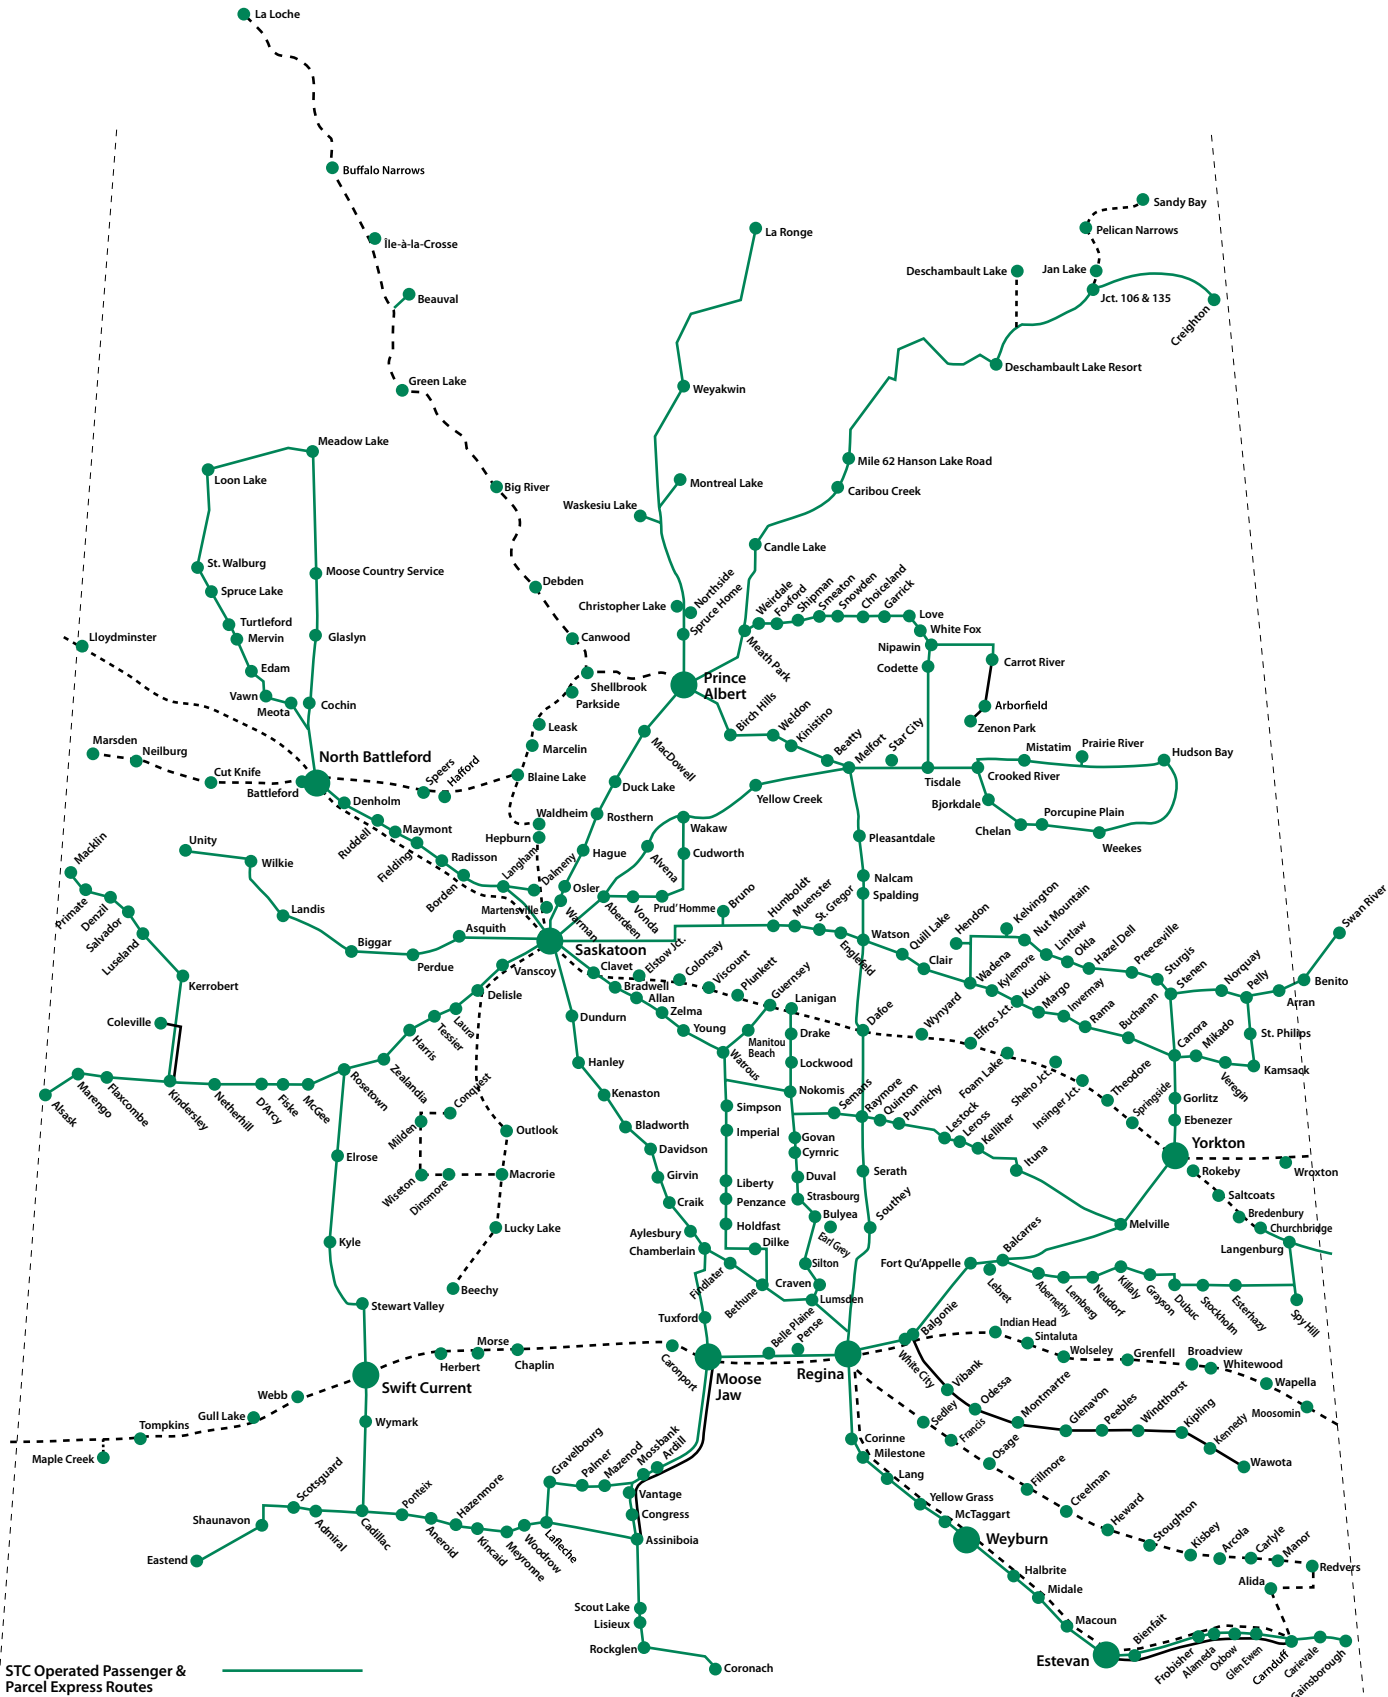 La Loche
Buffalo Narrows
Île-à-la-Crosse
Beauval
Green Lake
Big River
Debden
Canwood
Shellbrook
Parkside
Leask
Marcelin
Blaine Lake
Waldheim
Hepburn
La Ronge
Weyakwin
Montreal Lake
Waskesiu Lake
Christopher Lake
Northside
Spruce Home
Prince
Albert
Sandy Bay
Pelican Narrows
Jan Lake
Deschambault Lake
Jct. 106 & 135
Creighton
Deschambault Lake Resort
Mile 62 Hanson Lake Road
Caribou Creek
Candle Lake
Meath Park
Weirdale
Foxford
Shipman
Smeaton
Snowden
Choiceland
Garrick
Love
White Fox
Nipawin
Codette
Carrot River
Arborfield
Zenon Park
Meadow Lake
Loon Lake
St. Walburg
Spruce Lake
Turtleford
Mervin
Edam
Vawn
Meota
Moose Country Service
Glaslyn
Cochin
Lloydminster
Marsden
Neilburg
Cut Knife
Battleford
North Battleford
Speers
Hafford
Denholm
Ruddell
Maymont
Fielding
Radisson
Borden
Langham
Dalmeny
Martensville
Warman
Osler
Hague
Rosthern
Duck Lake
MacDowell
Birch Hills
Weldon
Kinistino
Beatty
Melfort
Star City
Tisdale
Crooked River
Mistatim
Prairie River
Hudson Bay
Bjorkdale
Chelan
Porcupine Plain
Weekes
Yellow Creek
Wakaw
Alvena
Cudworth
Prud'Homme
Vonda
Aberdeen
Bruno
Humboldt
Muenster
St. Gregor
Englefeld
Watson
Pleasantdale
Nalcam
Spalding
Quill Lake
Clair
Hendon
Wadena
Kelvington
Nut Mountain
Lintlaw
Okla
Hazel Dell
Preeceville
Sturgis
Stenen
Norquay
Pelly
Arran
Benito
Swan River
St. Philips
Kamsack
Veregin
Mikado
Canora
Kylemore
Kuroki
Margo
Invermay
Rama
Buchanan
Gorlitz
Ebenezer
Yorkton
Macklin
Primate
Denzil
Salvador
Luseland
Kerrobert
Coleville
Unity
Wilkie
Landis
Biggar
Perdue
Asquith
Saskatoon
Vanscoy
Delisle
Laura
Tessier
Harris
Zealandia
Rosetown
McGee
Fiske
D'Arcy
Netherhill
Kindersley
Flaxcombe
Marengo
Alsask
Conquest
Milden
Wiseton
Dinsmore
Macrorie
Outlook
Lucky Lake
Beechy
Elrose
Kyle
Stewart Valley
Swift Current
Clavet
Elstow Jct.
Colonsay
Viscount
Plunkett
Guernsey
Lanigan
Bradwell
Allan
Zelma
Young
Watrous
Manitou
Beach
Drake
Lockwood
Nokomis
Dafoe
Wynyard
Elfros Jct.
Foam Lake
Sheho Jct.
Insinger Jct.
Theodore
Springside
Dundurn
Hanley
Kenaston
Bladworth
Davidson
Girvin
Craik
Aylesbury
Chamberlain
Findlater
Bethune
Tuxford
Simpson
Imperial
Liberty
Penzance
Holdfast
Dilke
Semans
Raymore
Quinton
Punnichy
Lestock
Leross
Kelliher
Ituna
Govan
Cymric
Duval
Strasbourg
Bulyea
Earl Grey
Silton
Craven
Lumsden
Serath
Southey
Melville
Balcarres
Fort Qu'Appelle
Lebret
Abernethy
Lemberg
Neudorf
Killaly
Grayson
Dubuc
Stockholm
Esterhazy
Spy Hill
Rokeby
Saltcoats
Bredenbury
Churchbridge
Langenburg
Wroxton
Belle Plaine
Pense
Regina
Moose
Jaw
Caronport
Chaplin
Morse
Herbert
Webb
Gull Lake
Tompkins
Maple Creek
White City
Balgonie
Indian Head
Sintaluta
Wolseley
Grenfell
Broadview
Whitewood
Wapella
Moosomin
Vibank
Odessa
Montmartre
Glenavon
Peebles
Windthorst
Kipling
Kennedy
Wawota
Sedley
Francis
Osage
Fillmore
Creelman
Heward
Stoughton
Kisbey
Arcola
Carlyle
Manor
Redvers
Alida
Corinne
Milestone
Lang
Yellow Grass
McTaggart
Weyburn
Halbrite
Midale
Macoun
Estevan
Bienfait
Frobisher
Alameda
Oxbow
Glen Ewen
Carnduff
Carievale
Gainsborough
Wymark
Cadillac
Admiral
Scotsguard
Shaunavon
Eastend
Ponteix
Aneroid
Hazenmore
Kincaid
Meyronne
Woodrow
Lafleche
Gravelbourg
Palmer
Mazenod
Mossbank
Ardill
Vantage
Congress
Assiniboia
Scout Lake
Lisieux
Rockglen
Coronach
STC Operated Passenger &
Parcel Express Routes